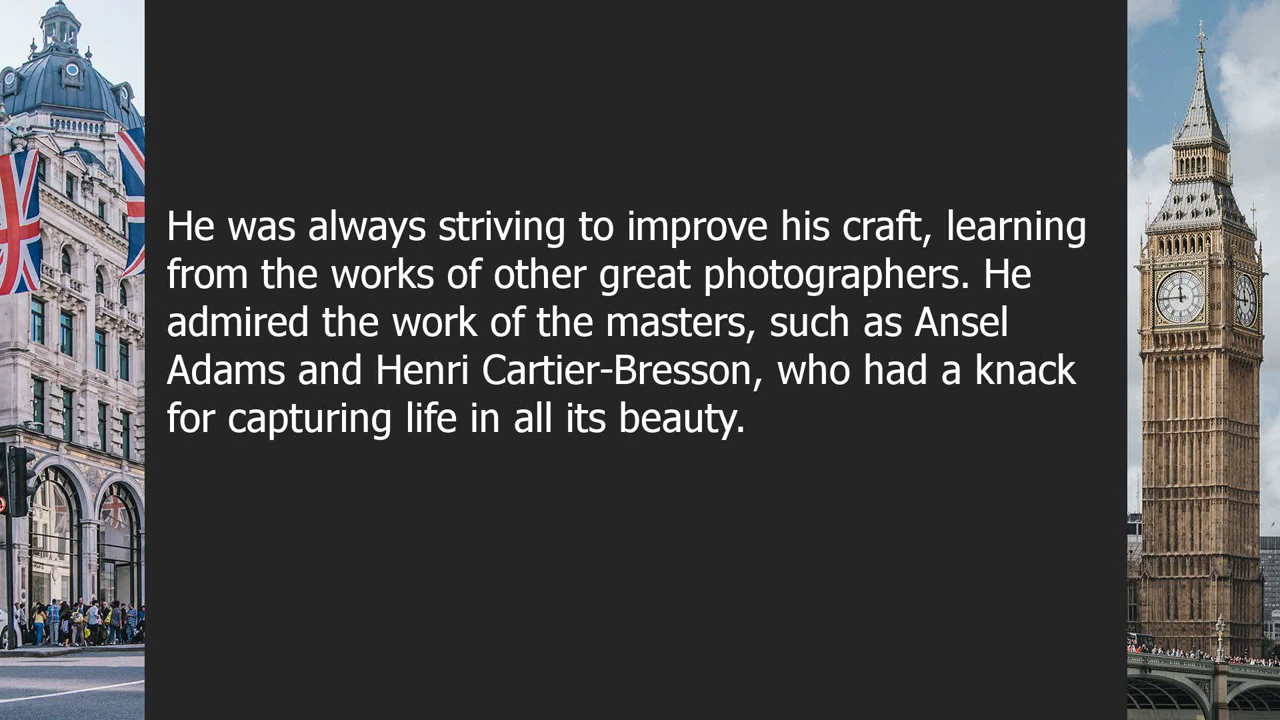 He was always striving to improve his craft, learning
from the works of other great photographers. He
admired the work of the masters, such as Ansel
Adams and Henri Cartier-Bresson, who had a knack
for capturing life in all its beauty.